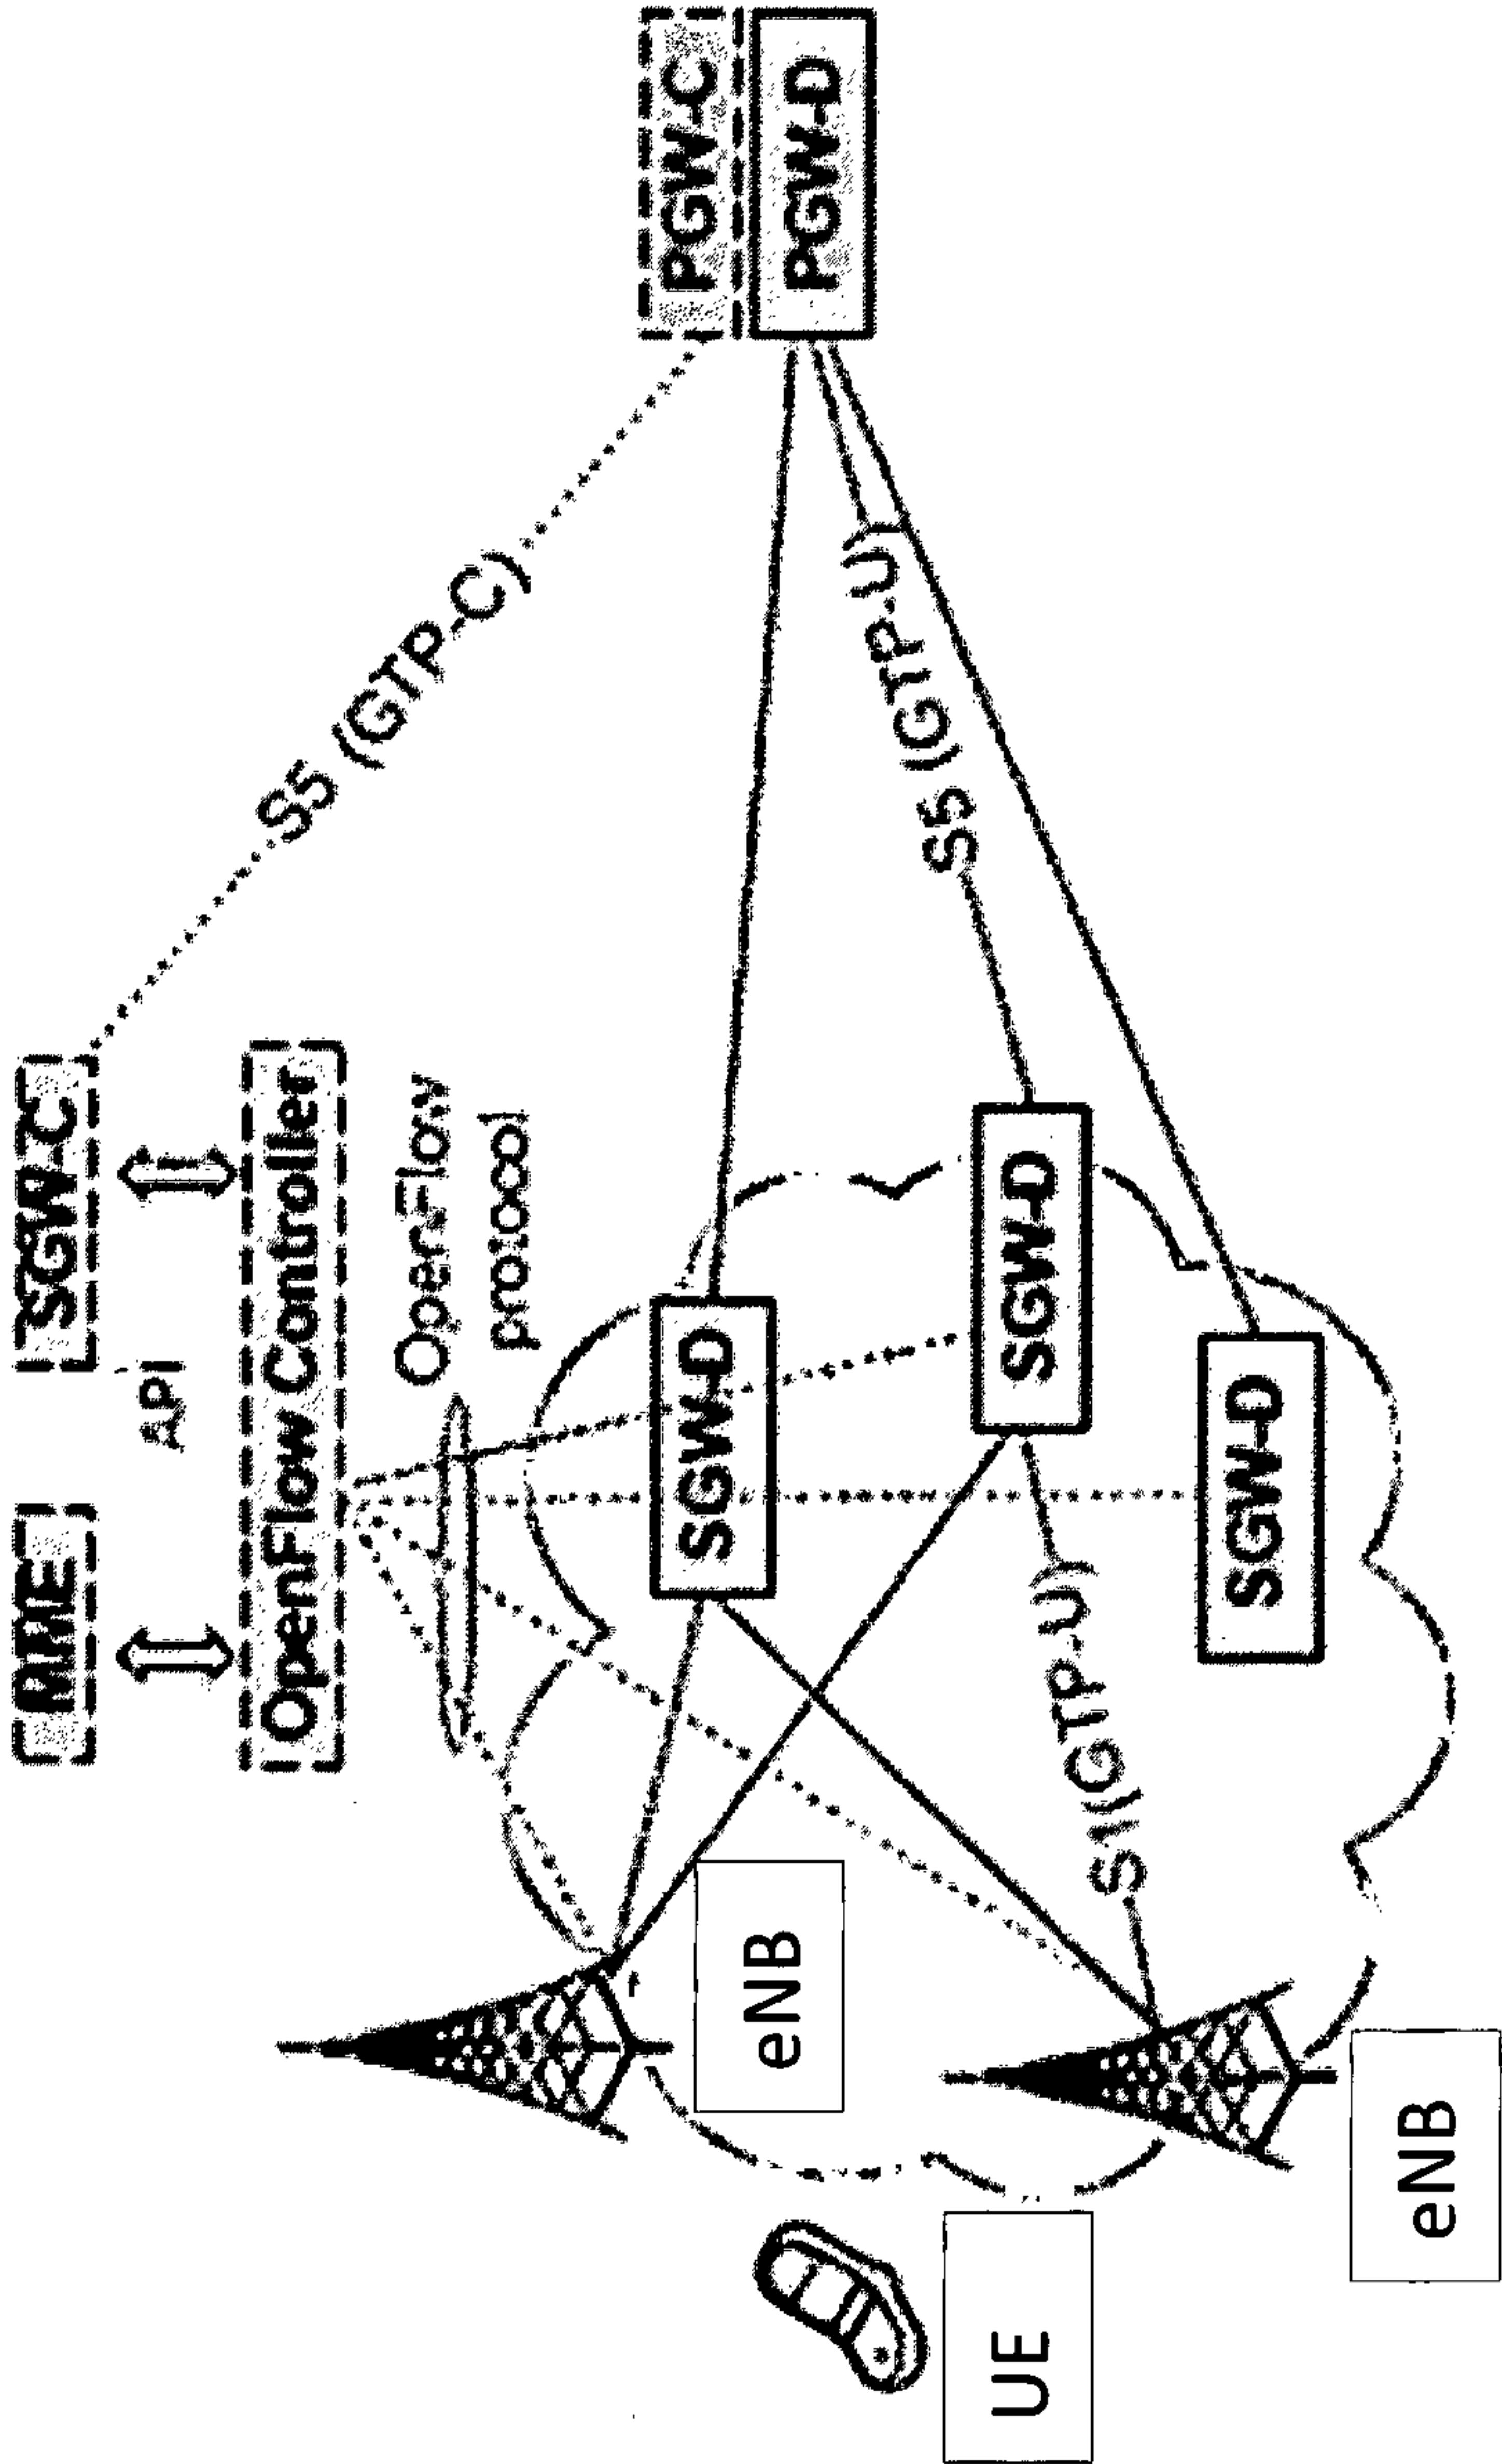 MME
SGW-C
API
OpenFlow Controller
OpenFlow
protocol
S5 (GTP-C)
PGW-C
PGW-D
SGW-D
SGW-D
SGW-D
S5 (GTP-U)
S1(GTP-U)
eNB
UE
eNB